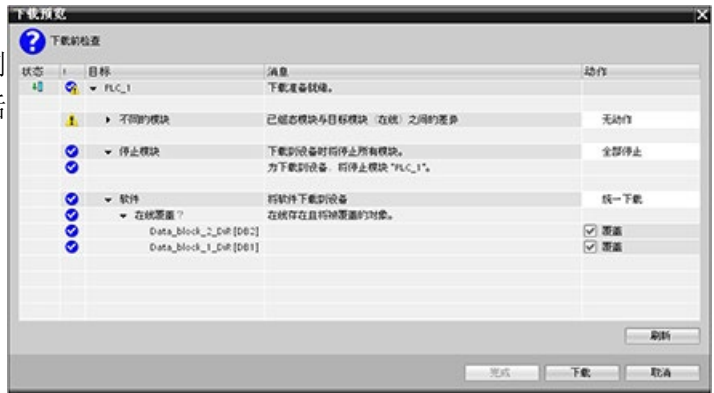 下载预览
下载前检查
状态 ! 目标 消息 动作
PLC_1 下载准备就绪。
不同的模块 已组态模块与目标模块（在线）之间的差异 无动作
停止模块 下载到设备时将停止所有模块。 全部停止
为下载到设备，将停止模块 "PLC_1"。
软件 将软件下载到设备 统一下载
在线覆盖？ 在线存在且将被覆盖的对象。
Data_block_2_Dvlt [DB2] 覆盖
Data_block_1_Dvlt [DB1] 覆盖
刷新
完成 下载 取消